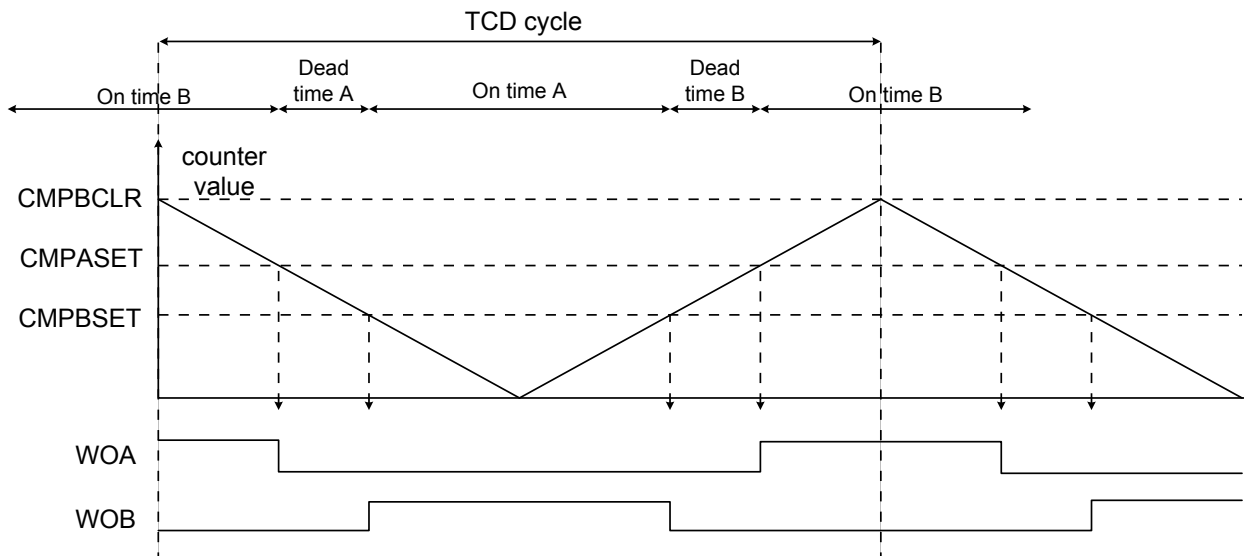 TCD cycle
On time B
Dead
time A
On time A
Dead
time B
On time B
counter
value
CMPBCLR
CMPASET
CMPBSET
WOA
WOB